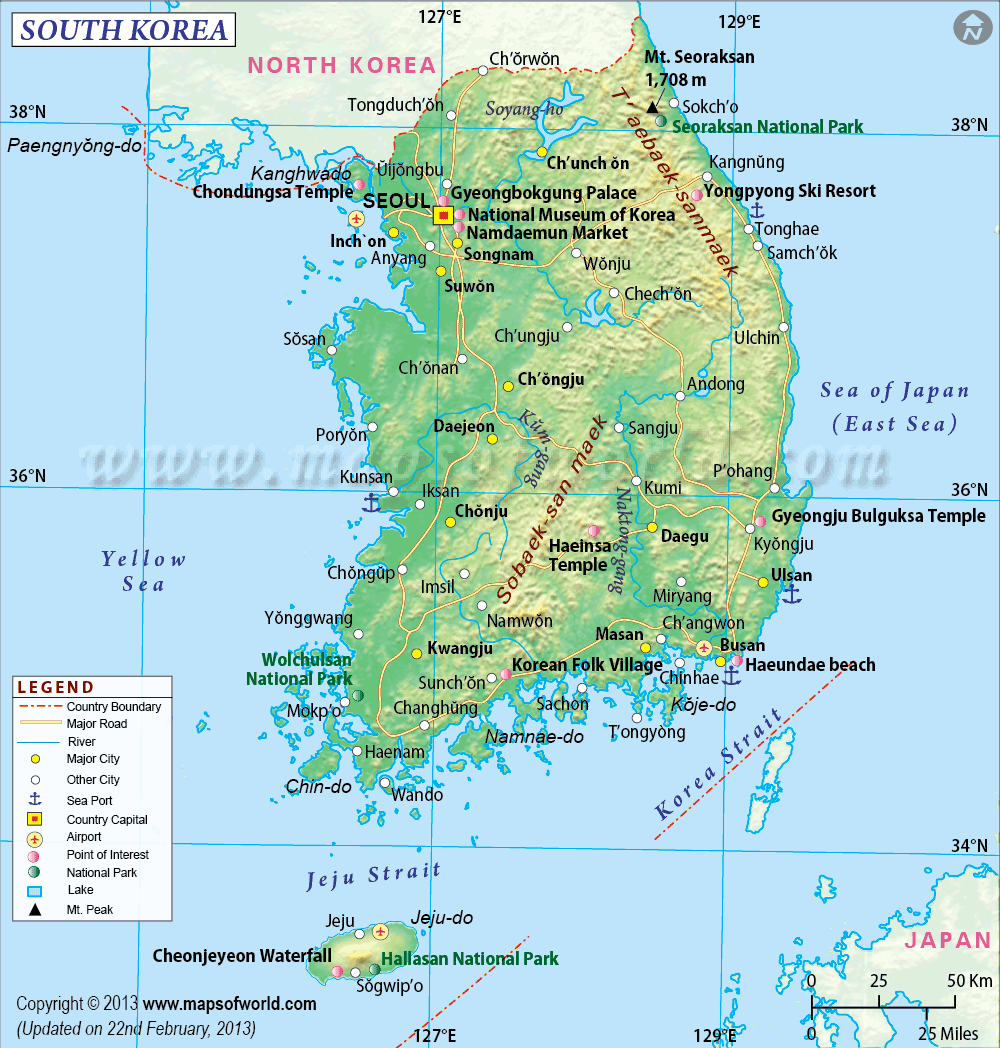 127°E
129°E
SOUTH KOREA
NORTH KOREA
Ch'ŏrwŏn
Mt. Seoraksan
1,708 m
Tongduch'ŏn
Soyang-ho
Sokch'o
38°N
38°N
Seoraksan National Park
Paengnyŏng-do
T'aebaek sanmaek
Ch'unch ŏn
Kangnŭng
Kanghwado
Ŭijŏngbu
Chondungsa Temple
Gyeongbokgung Palace
Yongpyong Ski Resort
SEOUL
National Museum of Korea
Namdaemun Market
Tonghae
Inch`on
Anyang
Songnam
Wŏnju
Samch'ŏk
Suwŏn
Chech'ŏn
Sŏsan
Ch'ungju
Ulchin
Ch'ŏnan
Ch'ŏngju
Andong
Sea of Japan
(East Sea)
Kŭm-gang
Daejeon
Poryŏn
Sangju
Sobaek-san maek
www.mapsofworld.com
P'ohang
36°N
Kunsan
Iksan
Kumi
36°N
Naktong-gang
Chŏnju
Gyeongju Bulguksa Temple
Daegu
Haeinsa
Temple
Kyŏngju
Yellow
Sea
Chŏngŭp
Imsil
Ulsan
Miryang
Yŏnggwang
Namwŏn
Ch'angwon
Masan
Busan
Kwangju
Wolchulsan
National Park
Korean Folk Village
Haeundae beach
Sunch'ŏn
Chinhae
Mokp'o
Changhŭng
Sachŏn
Kŏje-do
T'ongyòng
Namnae-do
Haenam
Korea Strait
Chin-do
Wando
LEGEND
Country Boundary
Major Road
River
Major City
Other City
Sea Port
Country Capital
Airport
Point of Interest
National Park
Lake
Mt. Peak
34°N
Jeju Strait
Jeju
Jeju-do
JAPAN
Cheonjeyeon Waterfall
Hallasan National Park
Sŏgwip'o
0 25 50 Km
0 25 Miles
Copyright © 2013 www.mapsofworld.com
(Updated on 22nd February, 2013)
127°E
129°E